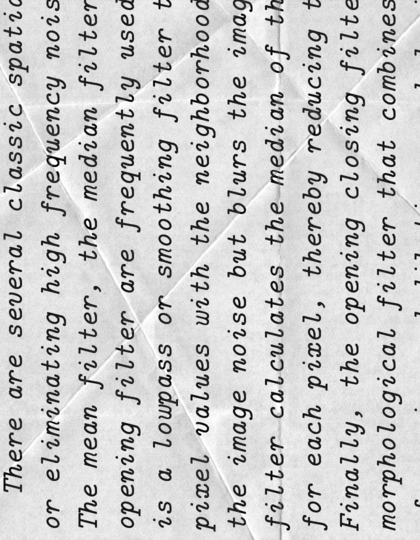 There are several classic spatia
or eliminating high frequency nois
The mean filter, the median filter
opening filter are frequently used
is a lowpass or smoothing filter t
pixel values with the neighborhood
the image noise but blurs the imag
filter calculates the median of th
for each pixel, thereby reducing t
Finally, the opening closing filte
morphological filter that combines